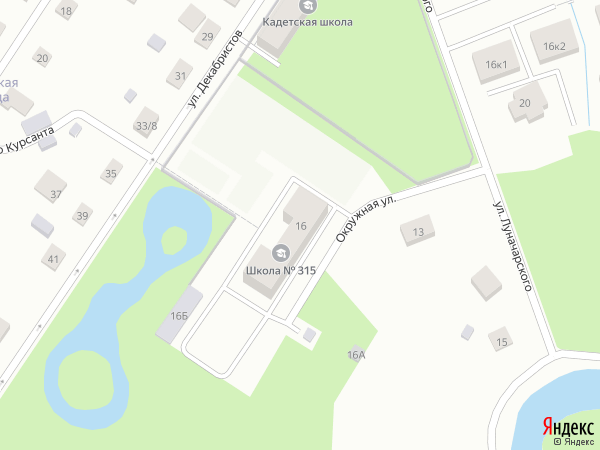 18
Кадетская школа
29
20
31
ул. Декабристов
16к1
16к2
20
33/8
Курсанта
35
37
39
41
16
Школа № 315
Окружная ул.
13
ул. Луначарского
16Б
16А
15
Яндекс